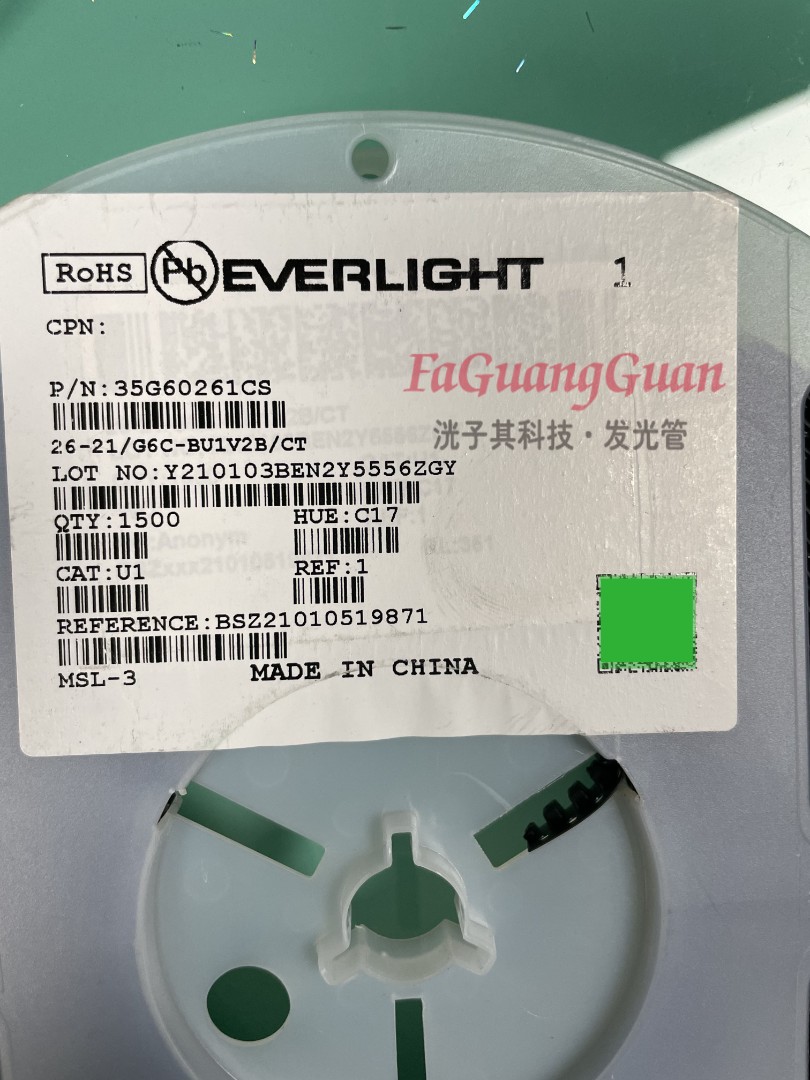 RoHS Pb EVERLIGHT 1
CPN:
P/N:35G60261CS
FaGuangGuan
26-21/G6C-BU1V2B/CT
洸子其科技·发光管
LOT NO:Y210103BEN2Y5556ZGY
QTY:1500 HUE:C17
CAT:U1 REF:1
REFERENCE:BSZ21010519871
MSL-3 MADE IN CHINA